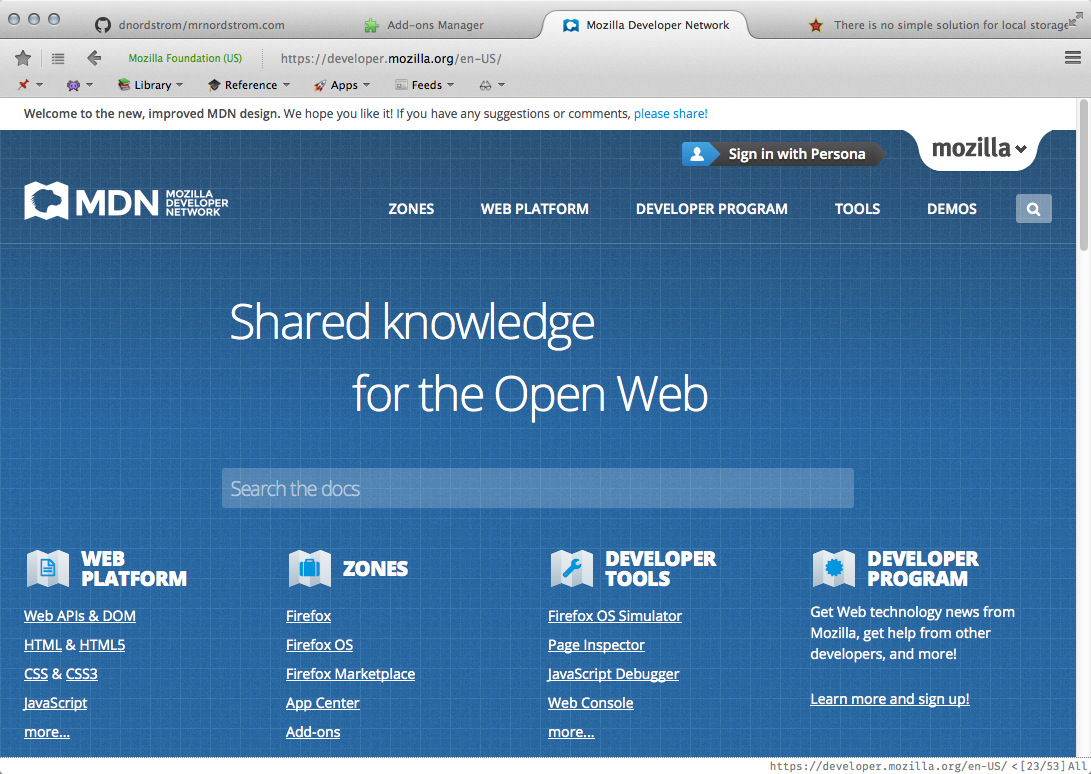 dnordstrom/mrnordstrom.com
Add-ons Manager
Mozilla Developer Network
There is no simple solution for local storage
Mozilla Foundation (US)
https://developer.mozilla.org/en-US/
Library
Reference
Apps
Feeds
Welcome to the new, improved MDN design. We hope you like it! If you have any suggestions or comments, please share!
Sign in with Persona
mozilla
MDN MOZILLA
DEVELOPER
NETWORK
ZONES
WEB PLATFORM
DEVELOPER PROGRAM
TOOLS
DEMOS
Shared knowledge
for the Open Web
Search the docs
WEB
PLATFORM
Web APIs & DOM
HTML & HTML5
CSS & CSS3
JavaScript
more...
ZONES
Firefox
Firefox OS
Firefox Marketplace
App Center
Add-ons
DEVELOPER
TOOLS
Firefox OS Simulator
Page Inspector
JavaScript Debugger
Web Console
more...
DEVELOPER
PROGRAM
Get Web technology news from
Mozilla, get help from other
developers, and more!
Learn more and sign up!
https://developer.mozilla.org/en-US/ <[23/53] All